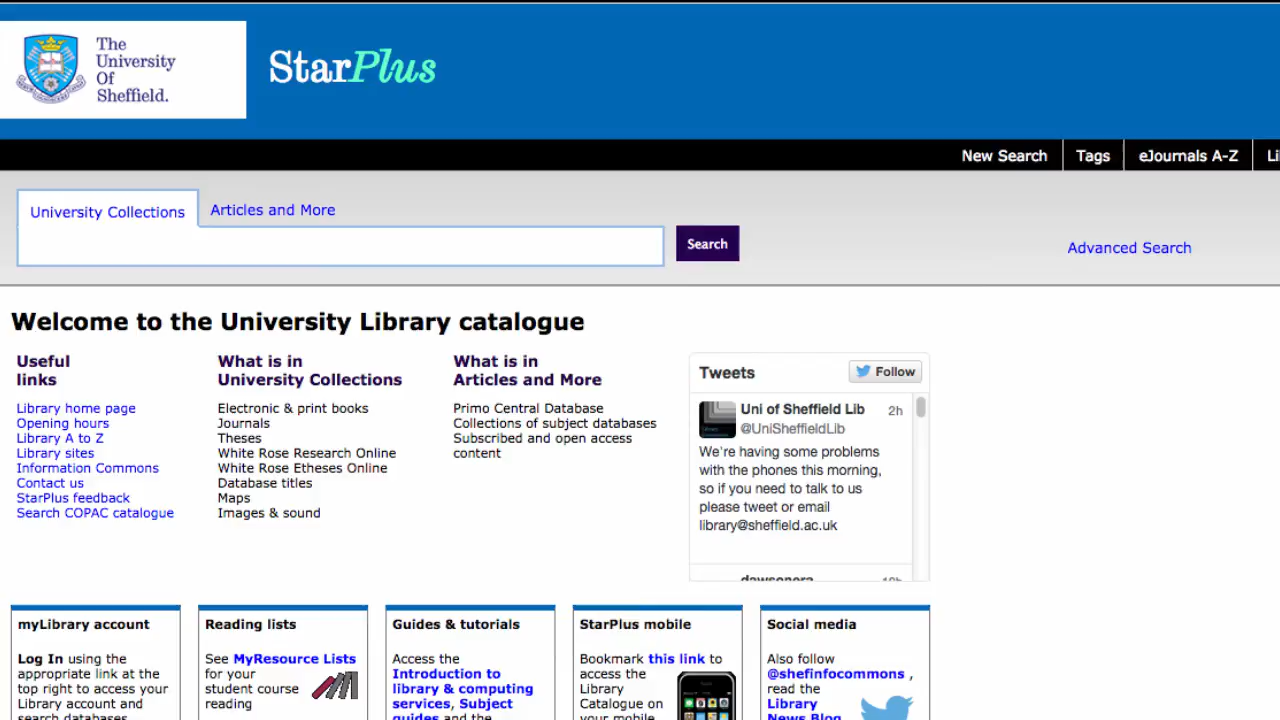 The
University
Of
Sheffield.
StarPlus
New Search
Tags
eJournals A-Z
Li
University Collections
Articles and More
Search
Advanced Search
Welcome to the University Library catalogue
Useful
links
Library home page
Opening hours
Library A to Z
Library sites
Information Commons
Contact us
StarPlus feedback
Search COPAC catalogue
What is in
University Collections
Electronic & print books
Journals
Theses
White Rose Research Online
White Rose Etheses Online
Database titles
Maps
Images & sound
What is in
Articles and More
Primo Central Database
Collections of subject databases
Subscribed and open access
content
Tweets
Follow
Uni of Sheffield Lib 2h
@UniSheffieldLib
We're having some problems
with the phones this morning,
so if you need to talk to us
please tweet or email
library@sheffield.ac.uk
dawsonera
myLibrary account
Log In using the
appropriate link at the
top right to access your
Library account and
search databases
Reading lists
See MyResource Lists
for your
student course
reading
Guides & tutorials
Access the
Introduction to
library & computing
services, Subject
guides and the
StarPlus mobile
Bookmark this link to
access the
Library
Catalogue on
your mobile
Social media
Also follow
@shefinfocommons ,
read the
Library
News Blog